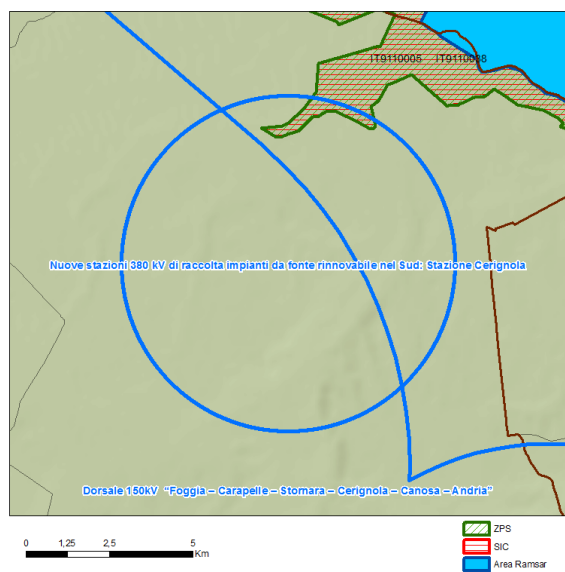 IT9110005 IT9110038
Nuove stazioni 380 kV di raccolta impianti da fonte rinnovabile nel Sud: Stazione Cerignola
Dorsale 150kV "Foggia – Carapelle – Stornara – Cerignola – Canosa – Andria"
0 1,25 2,5 5
Km
ZPS
SIC
Area Ramsar